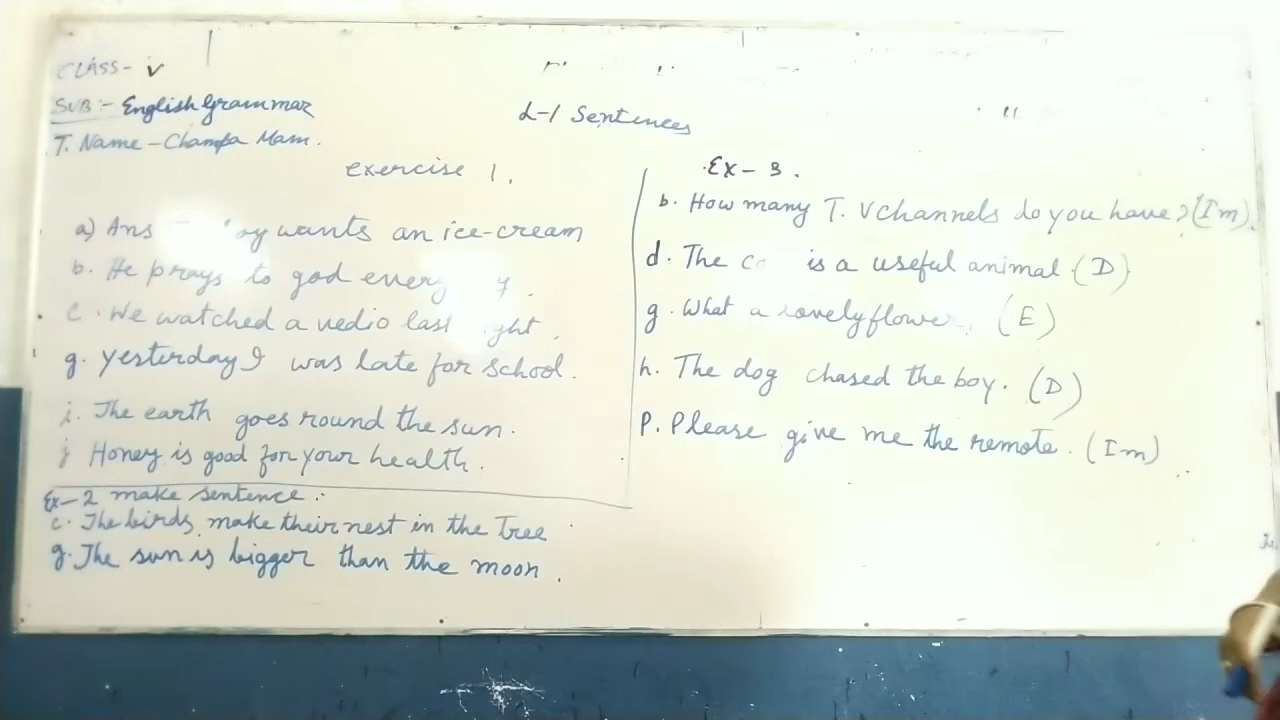 CLASS- V
SUB:- English Grammar
T. Name - Champa Mam.
L-1 Sentences
exercise 1.
a) Ans wants an ice-cream
b. He prays to god
c. We watched a vedio last
g. yesterday I was late for school.
i. The earth goes round the sun.
j Honey is good for your health.
Ex-2 make sentence:
c. The birds make their nest in the Tree
g. The sun is bigger than the moon.
Ex-3.
b. How many T.V channels do you have? (Im).
d. The is a useful animal (D)
g. What a lovely (E)
h. The dog chased the boy. (D)
p. Please give me the remote. (Im)